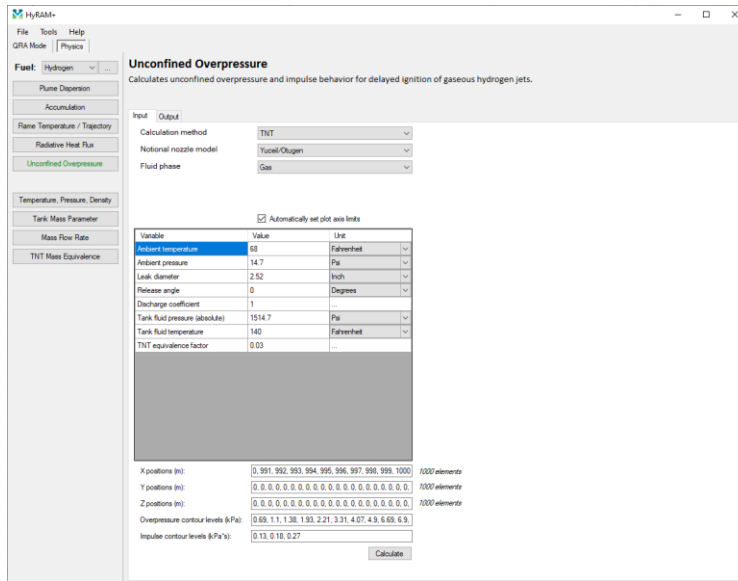 HyRAM+
File Tools Help
QRA Mode Physics
Fuel: Hydrogen ...
Plume Dispersion
Accumulation
Flame Temperature / Trajectory
Radiative Heat Flux
Unconfined Overpressure
Temperature, Pressure, Density
Tank Mass Parameter
Mass Flow Rate
TNT Mass Equivalence
Unconfined Overpressure
Calculates unconfined overpressure and impulse behavior for delayed ignition of gaseous hydrogen jets.
Input Output
Calculation method TNT
Notional nozzle model Yuceil/Otugen
Fluid phase Gas
Automatically set plot axis limits
Variable Value Unit
Ambient temperature 68 Fahrenheit
Ambient pressure 14.7 Psi
Leak diameter 2.52 Inch
Release angle 0 Degrees
Discharge coefficient 1 ...
Tank fluid pressure (absolute) 1514.7 Psi
Tank fluid temperature 140 Fahrenheit
TNT equivalence factor 0.03 ...
X positions (m): 0, 991, 992, 993, 994, 995, 996, 997, 998, 999, 1000 1000 elements
Y positions (m): 0, 0, 0, 0, 0, 0, 0, 0, 0, 0, 0, 0, 0, 0, 0, 0, 0, 0, 0, 1000 elements
Z positions (m): 0, 0, 0, 0, 0, 0, 0, 0, 0, 0, 0, 0, 0, 0, 0, 0, 0, 0, 0, 1000 elements
Overpressure contour levels (kPa): 0.69, 1.1, 1.38, 1.93, 2.21, 3.31, 4.07, 4.9, 6.69, 6.9,
Impulse contour levels (kPa*s): 0.13, 0.18, 0.27
Calculate